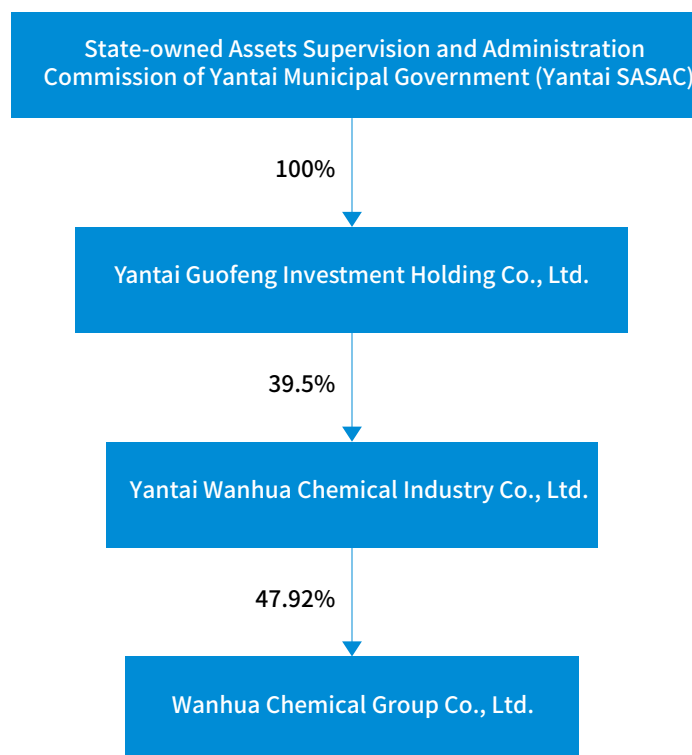 State-owned Assets Supervision and Administration
Commission of Yantai Municipal Government (Yantai SASAC)
100%
Yantai Guofeng Investment Holding Co., Ltd.
39.5%
Yantai Wanhua Chemical Industry Co., Ltd.
47.92%
Wanhua Chemical Group Co., Ltd.